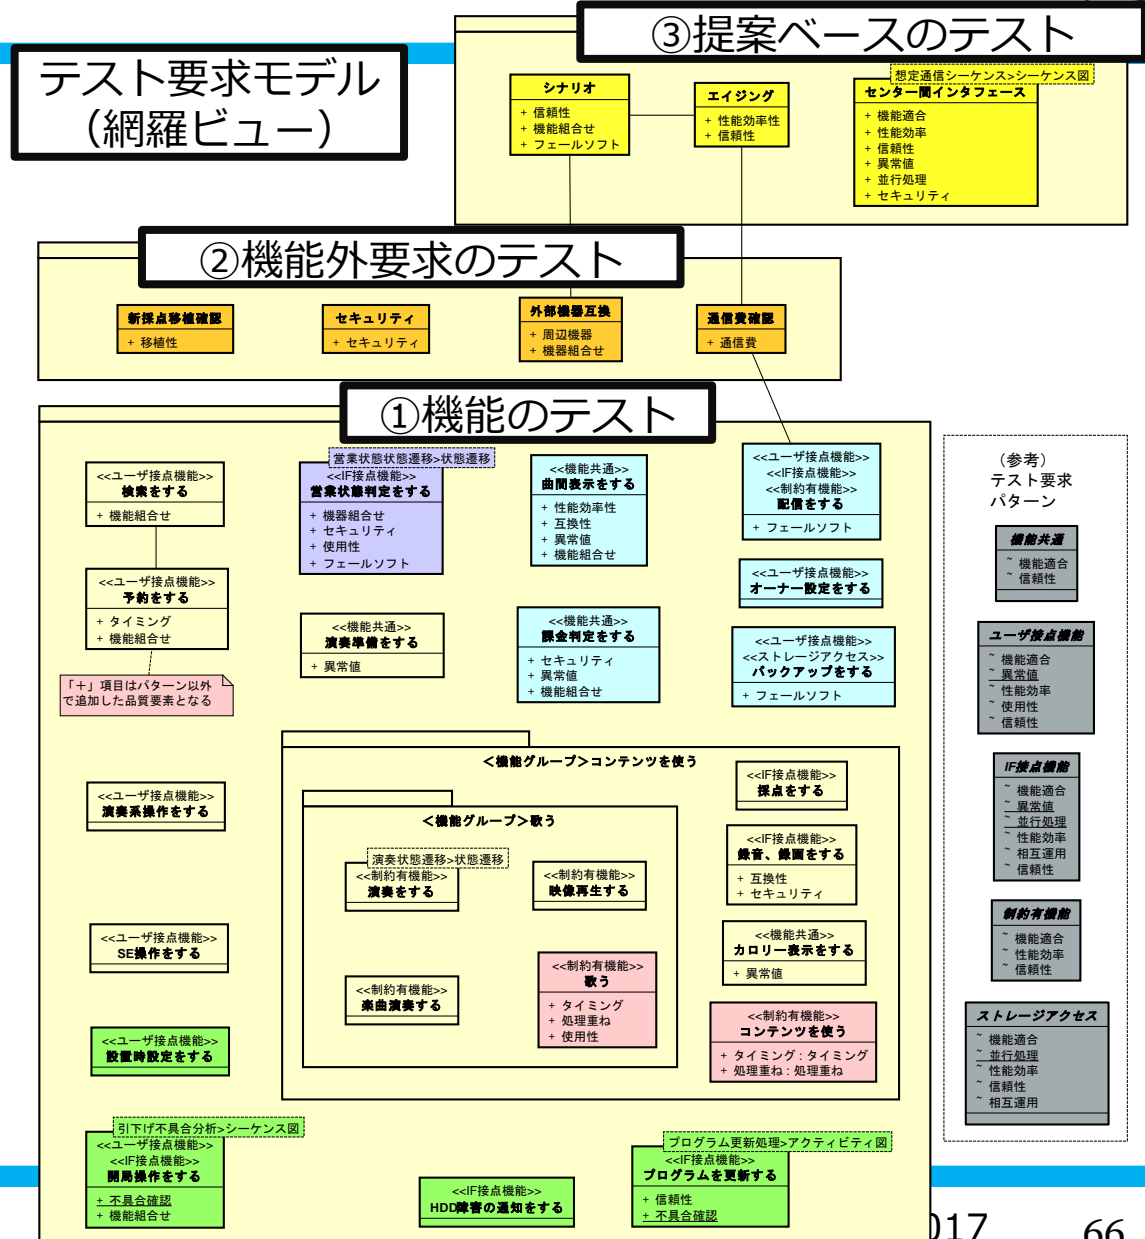 テスト要求モデル
（網羅ビュー）
③提案ベースのテスト
シナリオ
+ 信頼性
+ 機能組合せ
+ フェールソフト
エイジング
+ 性能効率性
+ 信頼性
想定通信シーケンス>シーケンス図
センター間インタフェース
+ 機能適合
+ 性能効率
+ 信頼性
+ 異常値
+ 並行処理
+ セキュリティ
②機能外要求のテスト
新採点移植確認
+ 移植性
セキュリティ
+ セキュリティ
外部機器互換
+ 周辺機器
+ 機器組合せ
通信費確認
+ 通信費
①機能のテスト
<<ユーザ接点機能>>
検索をする
+ 機能組合せ
営業状態状態遷移>状態遷移
<<IF接点機能>>
営業状態判定をする
+ 機器組合せ
+ セキュリティ
+ 使用性
+ フェールソフト
<<機能共通>>
曲間表示をする
+ 性能効率性
+ 互換性
+ 異常値
+ 機能組合せ
<<ユーザ接点機能>>
<<IF接点機能>>
<<制約有機能>>
配信をする
+ フェールソフト
<<ユーザ接点機能>>
予約をする
+ タイミング
+ 機能組合せ
「＋」項目はパターン以外
で追加した品質要素となる
<<機能共通>>
演奏準備をする
+ 異常値
<<機能共通>>
課金判定をする
+ セキュリティ
+ 異常値
+ 機能組合せ
<<ユーザ接点機能>>
オーナー設定をする
<<ユーザ接点機能>>
<<ストレージアクセス>>
バックアップをする
+ フェールソフト
<<ユーザ接点機能>>
演奏系操作をする
<<ユーザ接点機能>>
SE操作をする
<<ユーザ接点機能>>
設置時設定をする
＜機能グループ＞コンテンツを使う
＜機能グループ＞歌う
演奏状態遷移>状態遷移
<<制約有機能>>
演奏をする
<<制約有機能>>
映像再生する
<<制約有機能>>
楽曲演奏する
<<制約有機能>>
歌う
+ タイミング
+ 処理重ね
+ 使用性
<<IF接点機能>>
採点をする
<<IF接点機能>>
録音、録画をする
+ 互換性
+ セキュリティ
<<機能共通>>
カロリー表示をする
+ 異常値
<<制約有機能>>
コンテンツを使う
+ タイミング : タイミング
+ 処理重ね : 処理重ね
引下げ不具合分析>シーケンス図
<<ユーザ接点機能>>
<<IF接点機能>>
開局操作をする
+ 不具合確認
+ 機能組合せ
<<IF接点機能>>
HDD障害の通知をする
プログラム更新処理>アクティビティ図
<<IF接点機能>>
プログラムを更新する
+ 信頼性
+ 不具合確認
（参考）
テスト要求
パターン
機能共通
~ 機能適合
~ 信頼性
ユーザ接点機能
~ 機能適合
~ 異常値
~ 性能効率
~ 使用性
~ 信頼性
IF接点機能
~ 機能適合
~ 異常値
~ 並行処理
~ 性能効率
~ 相互運用
~ 信頼性
制約有機能
~ 機能適合
~ 性能効率
~ 信頼性
ストレージアクセス
~ 機能適合
~ 並行処理
~ 性能効率
~ 信頼性
~ 相互運用
017
66